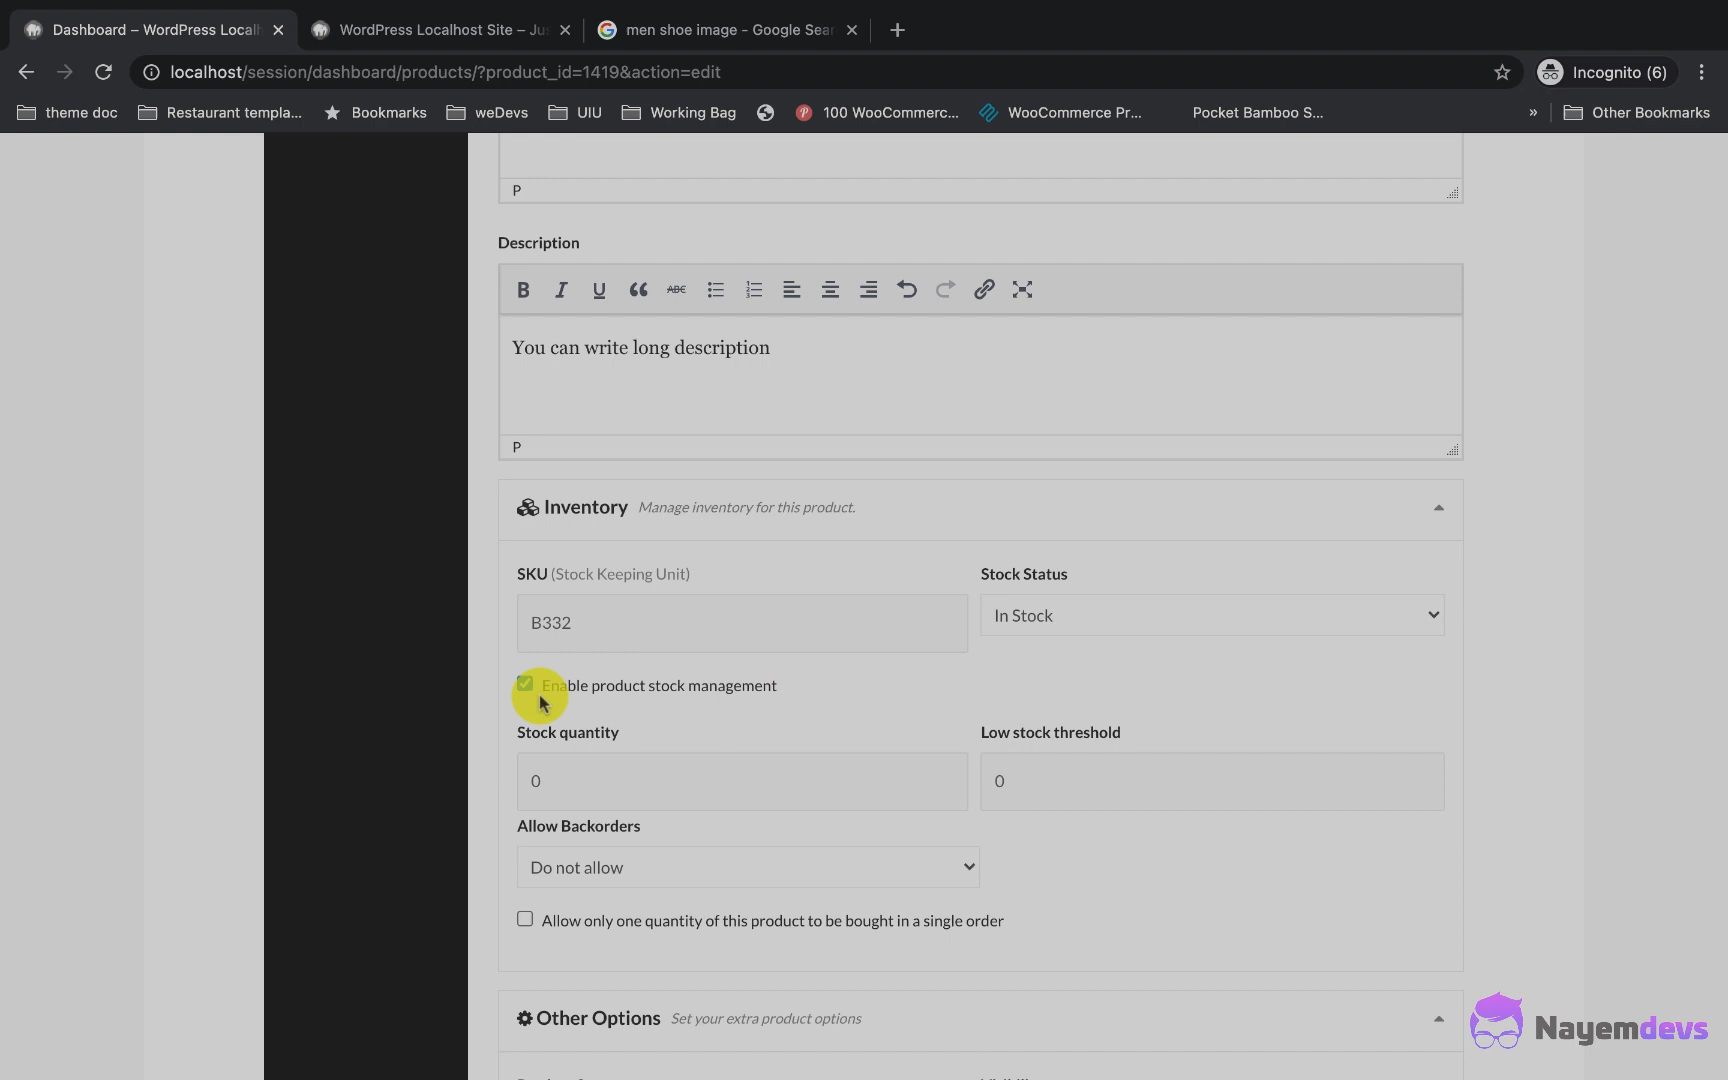 Dashboard – WordPress Local
WordPress Localhost Site – Ju
men shoe image - Google Sear
localhost/session/dashboard/products/?product_id=1419&action=edit
Incognito (6)
theme doc
Restaurant templa...
Bookmarks
weDevs
UIU
Working Bag
100 WooCommerc...
WooCommerce Pr...
Pocket Bamboo S...
»
Other Bookmarks
P
Description
B I U ABC
You can write long description
P
Inventory Manage inventory for this product.
SKU (Stock Keeping Unit)
Stock Status
B332
In Stock
Enable product stock management
Stock quantity
Low stock threshold
0
0
Allow Backorders
Do not allow
Allow only one quantity of this product to be bought in a single order
Other Options Set your extra product options
Nayemdevs